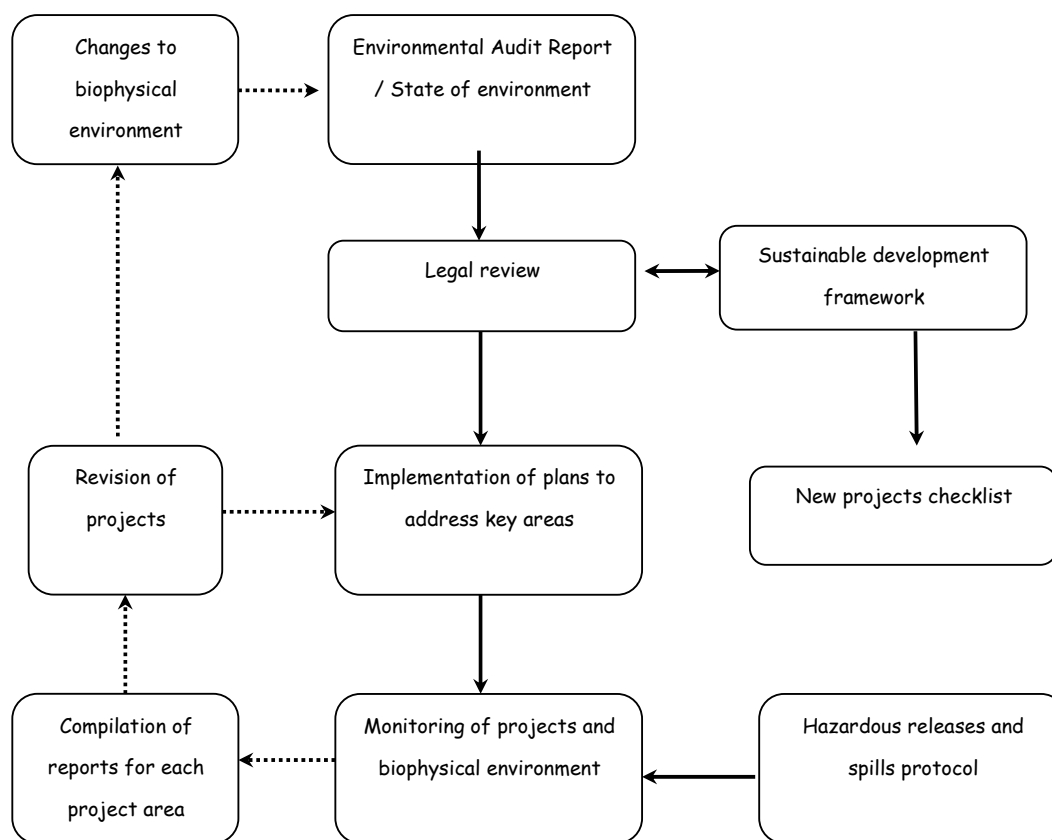 Changes to
biophysical
environment
Environmental Audit Report
/ State of environment
Legal review
Sustainable development
framework
Revision of
projects
Implementation of plans to
address key areas
New projects checklist
Compilation of
reports for each
project area
Monitoring of projects and
biophysical environment
Hazardous releases and
spills protocol